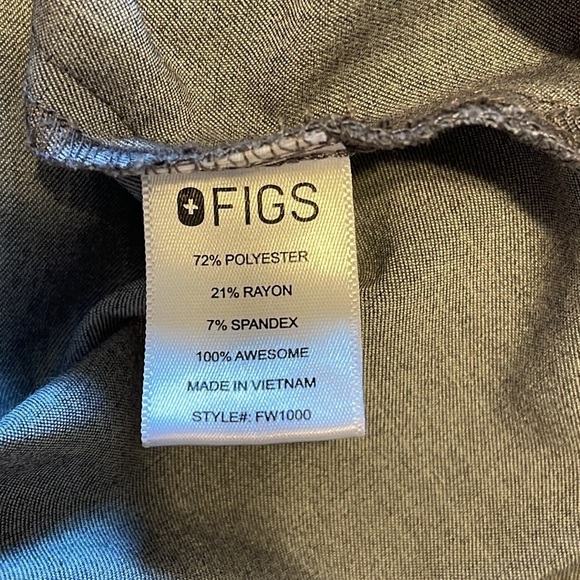 FIGS
72% POLYESTER
21% RAYON
7% SPANDEX
100% AWESOME
MADE IN VIETNAM
STYLE#: FW1000